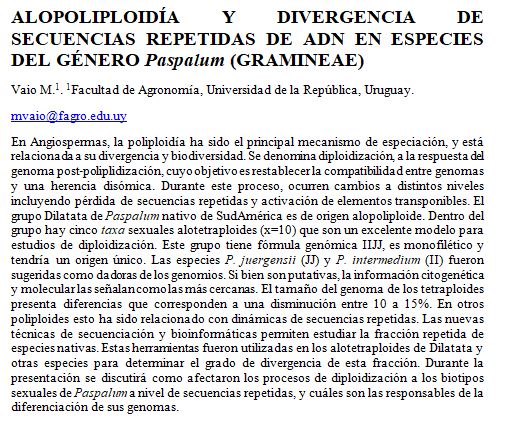 ALOPOLIPLOIDÍA Y DIVERGENCIA DE
SECUENCIAS REPETIDAS DE ADN EN ESPECIES
DEL GÉNERO Paspalum (GRAMINEAE)
Vaio M.¹. ¹Facultad de Agronomía, Universidad de la República, Uruguay.
mvaio@fagro.edu.uy
En Angiospermas, la poliploidía ha sido el principal mecanismo de especiación, y está
relacionada a su divergencia y biodiversidad. Se denomina diploidización, a la respuesta del
genoma post-poliplidización, cuyo objetivo es restablecer la compatibilidad entre genomas
y una herencia disómica. Durante este proceso, ocurren cambios a distintos niveles
incluyendo pérdida de secuencias repetidas y activación de elementos transponibles. El
grupo Dilatata de Paspalum nativo de SudAmérica es de origen alopoliploide. Dentro del
grupo hay cinco taxa sexuales alotetraploides (x=10) que son un excelente modelo para
estudios de diploidización. Este grupo tiene fórmula genómica IIJJ, es monofilético y
tendría un origen único. Las especies P. juergensii (JJ) y P. intermedium (II) fueron
sugeridas como dadoras de los genomios. Si bien son putativas, la información citogenética
y molecular las señalan como las más cercanas. El tamaño del genoma de los tetraploides
presenta diferencias que corresponden a una disminución entre 10 a 15%. En otros
poliploides esto ha sido relacionado con dinámicas de secuencias repetidas. Las nuevas
técnicas de secuenciación y bioinformáticas permiten estudiar la fracción repetida de
especies nativas. Estas herramientas fueron utilizadas en los alotetraploides de Dilatata y
otras especies para determinar el grado de divergencia de esta fracción. Durante la
presentación se discutirá como afectaron los procesos de diploidización a los biotipos
sexuales de Paspalum a nivel de secuencias repetidas, y cuáles son las responsables de la
diferenciación de sus genomas.